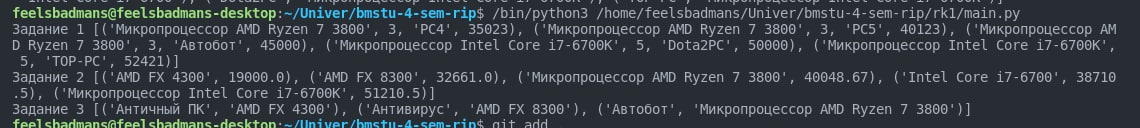 feelsbadmans@feelsbadmans-desktop:~/Univer/bmstu-4-sem-rip$ /bin/python3 /home/feelsbadmans/Univer/bmstu-4-sem-rip/rk1/main.py
Задание 1 [('Микропроцессор AMD Ryzen 7 3800', 3, 'PC4', 35023), ('Микропроцессор AMD Ryzen 7 3800', 3, 'PC5', 40123), ('Микропроцессор AM
D Ryzen 7 3800', 3, 'Автобот', 45000), ('Микропроцессор Intel Core i7-6700K', 5, 'Dota2PC', 50000), ('Микропроцессор Intel Core i7-6700K',
 5, 'TOP-PC', 52421)]
Задание 2 [('AMD FX 4300', 19000.0), ('AMD FX 8300', 32661.0), ('Микропроцессор AMD Ryzen 7 3800', 40048.67), ('Intel Core i7-6700', 38710
.5), ('Микропроцессор Intel Core i7-6700K', 51210.5)]
Задание 3 [('Античный ПК', 'AMD FX 4300'), ('Антивирус', 'AMD FX 8300'), ('Автобот', 'Микропроцессор AMD Ryzen 7 3800')]
feelsbadmans@feelsbadmans-desktop:~/Univer/bmstu-4-sem-rip$ git add